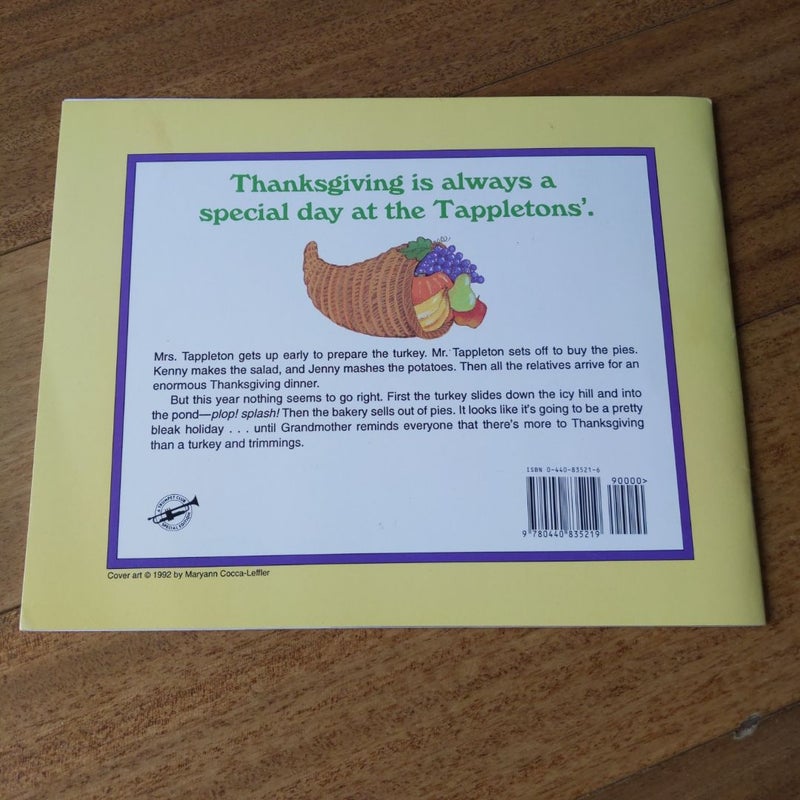 Thanksgiving is always a
special day at the Tappletons'.
Mrs. Tappleton gets up early to prepare the turkey. Mr. Tappleton sets off to buy the pies.
Kenny makes the salad, and Jenny mashes the potatoes. Then all the relatives arrive for an
enormous Thanksgiving dinner.
But this year nothing seems to go right. First the turkey slides down the icy hill and into
the pond—plop! splash! Then the bakery sells out of pies. It looks like it's going to be a pretty
bleak holiday . . . until Grandmother reminds everyone that there's more to Thanksgiving
than a turkey and trimmings.
ISBN 0-440-83521-6
90000>
9 780440 835219
A TRUMPET CLUB
SPECIAL EDITION
Cover art © 1992 by Maryann Cocca-Leffler